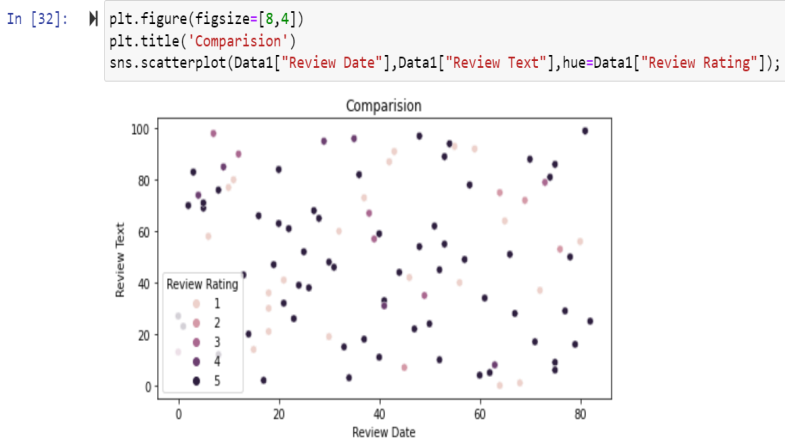 In [32]:
plt.figure(figsize=[8,4])
plt.title('Comparision')
sns.scatterplot(Data1["Review Date"],Data1["Review Text"],hue=Data1["Review Rating"]);
Comparision
100
80
60
40
20
0
Review Text
Review Rating
1
2
3
4
5
0 20 40 60 80
Review Date